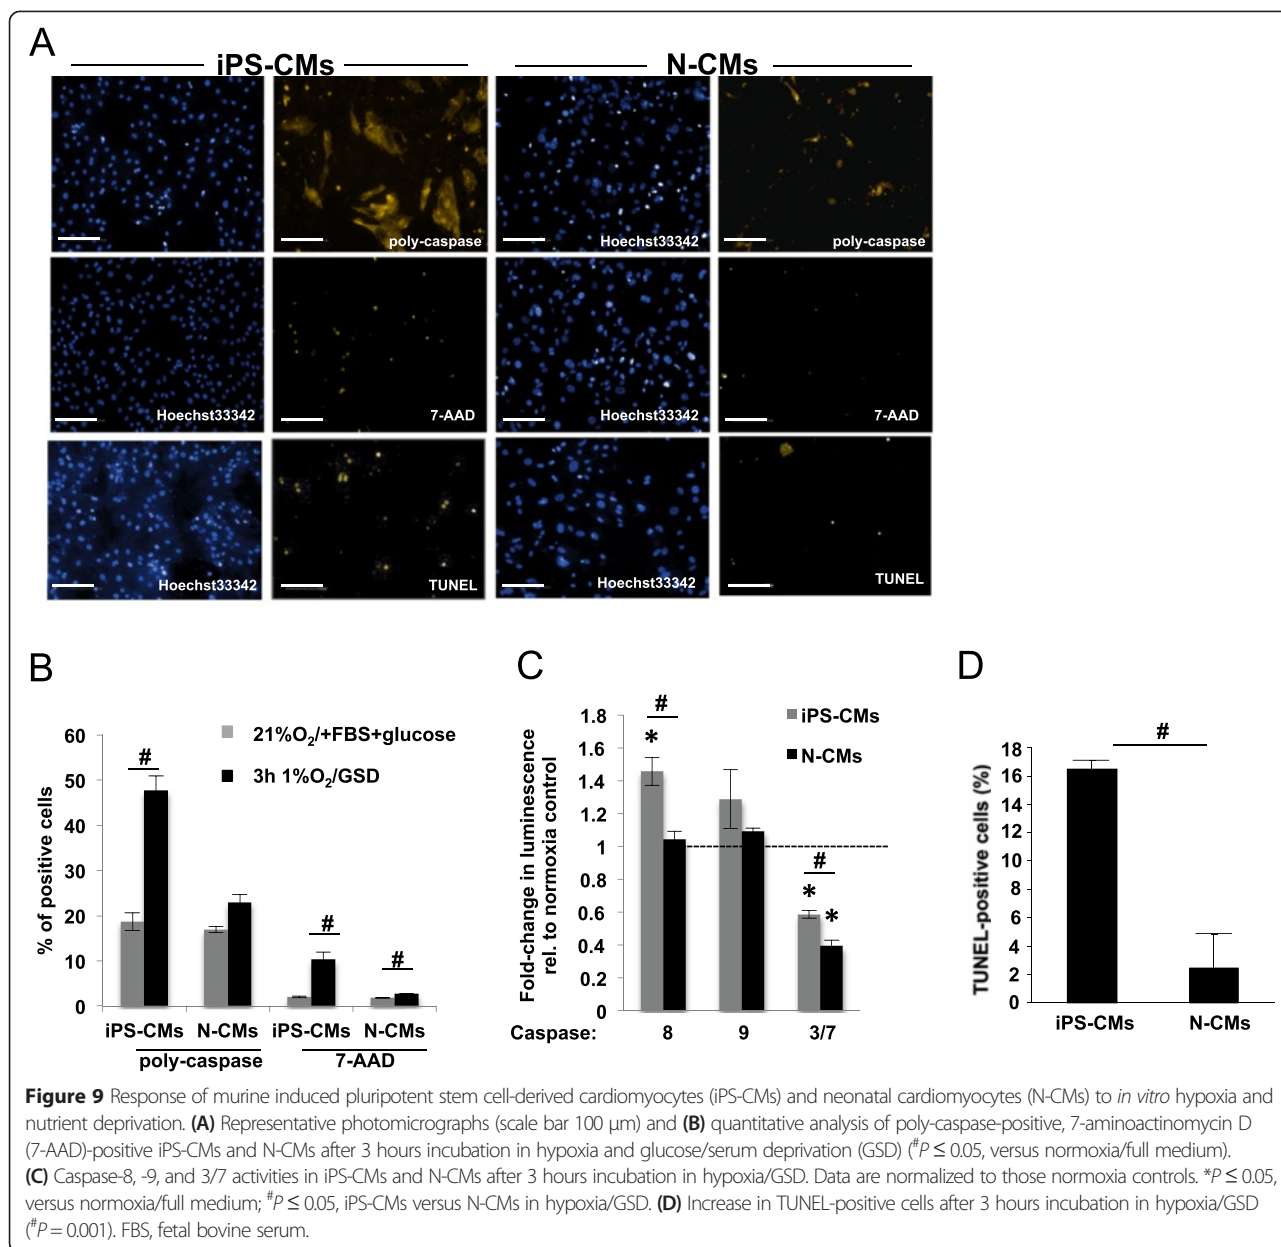 A
iPS-CMs
N-CMs
poly-caspase
Hoechst33342
poly-caspase
Hoechst33342
7-AAD
Hoechst33342
7-AAD
Hoechst33342
TUNEL
Hoechst33342
TUNEL
B
21%O₂/+FBS+glucose
3h 1%O₂/GSD
% of positive cells
60
50
40
30
20
10
0
#
#
#
iPS-CMs N-CMs iPS-CMs N-CMs
poly-caspase 7-AAD
C
iPS-CMs
N-CMs
Fold-change in luminescence
rel. to normoxia control
1.8
1.6
1.4
1.2
1
0.8
0.6
0.4
0.2
0
#
*
#
*
*
Caspase: 8 9 3/7
D
TUNEL-positive cells (%)
18
16
14
12
10
8
6
4
2
0
#
iPS-CMs N-CMs
Figure 9 Response of murine induced pluripotent stem cell-derived cardiomyocytes (iPS-CMs) and neonatal cardiomyocytes (N-CMs) to in vitro hypoxia and
nutrient deprivation. (A) Representative photomicrographs (scale bar 100 μm) and (B) quantitative analysis of poly-caspase-positive, 7-aminoactinomycin D
(7-AAD)-positive iPS-CMs and N-CMs after 3 hours incubation in hypoxia and glucose/serum deprivation (GSD) (#P ≤ 0.05, versus normoxia/full medium).
(C) Caspase-8, -9, and 3/7 activities in iPS-CMs and N-CMs after 3 hours incubation in hypoxia/GSD. Data are normalized to those normoxia controls. *P ≤ 0.05,
versus normoxia/full medium; #P ≤ 0.05, iPS-CMs versus N-CMs in hypoxia/GSD. (D) Increase in TUNEL-positive cells after 3 hours incubation in hypoxia/GSD
(#P = 0.001). FBS, fetal bovine serum.